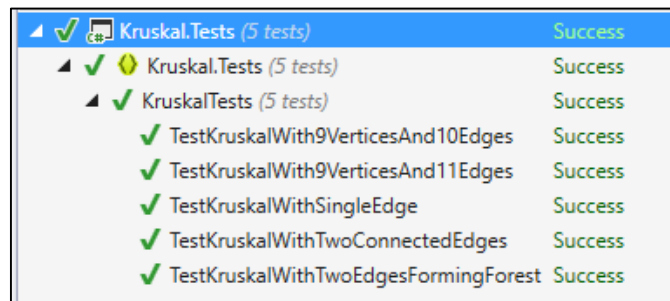 Kruskal.Tests (5 tests) Success
Kruskal.Tests (5 tests) Success
KruskalTests (5 tests) Success
TestKruskalWith9VerticesAnd10Edges Success
TestKruskalWith9VerticesAnd11Edges Success
TestKruskalWithSingleEdge Success
TestKruskalWithTwoConnectedEdges Success
TestKruskalWithTwoEdgesFormingForest Success